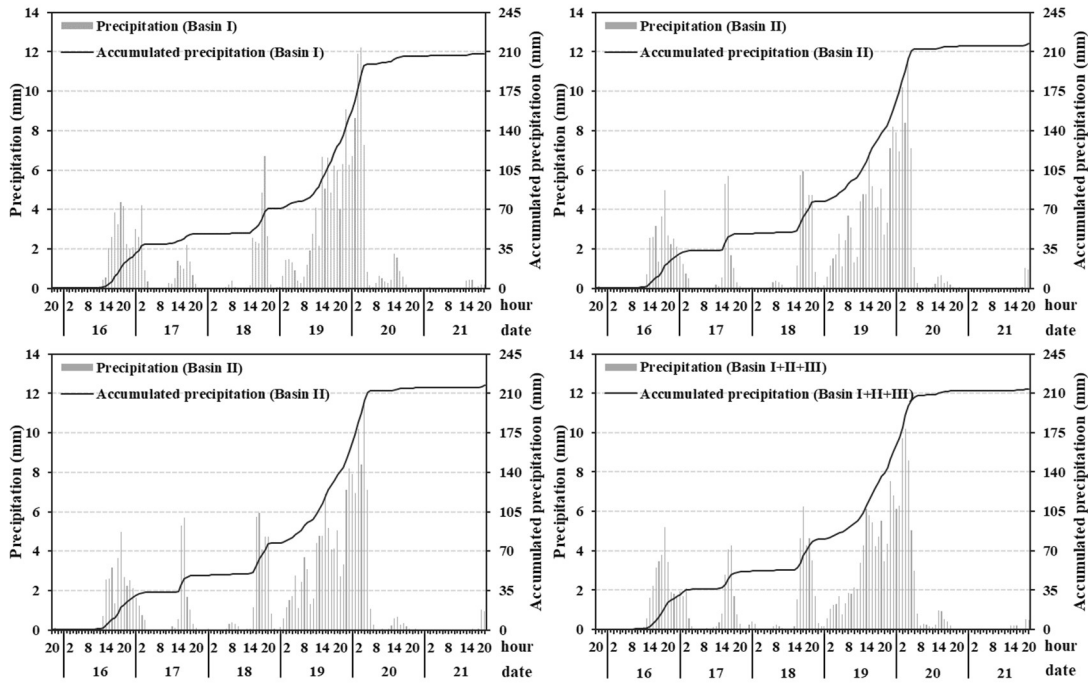 14
12
10
8
6
4
2
0
Precipitation (mm)
Precipitation (Basin I)
Accumulated precipitation (Basin I)
245
210
175
140
105
70
35
0
Accumulated precipitatioon (mm)
20 2 8 14 20 2 8 14 20 2 8 14 20 2 8 14 20 2 8 14 20 2 8 14 20 hour
16 17 18 19 20 21 date
14
12
10
8
6
4
2
0
Precipitation (mm)
Precipitation (Basin II)
Accumulated precipitation (Basin II)
245
210
175
140
105
70
35
0
Accumulated precipitatioon (mm)
20 2 8 14 20 2 8 14 20 2 8 14 20 2 8 14 20 2 8 14 20 2 8 14 20 hour
16 17 18 19 20 21 date
14
12
10
8
6
4
2
0
Precipitation (mm)
Precipitation (Basin II)
Accumulated precipitation (Basin II)
245
210
175
140
105
70
35
0
Accumulated precipitatioon (mm)
20 2 8 14 20 2 8 14 20 2 8 14 20 2 8 14 20 2 8 14 20 2 8 14 20 hour
16 17 18 19 20 21 date
14
12
10
8
6
4
2
0
Precipitation (mm)
Precipitation (Basin I+II+III)
Accumulated precipitation (Basin I+II+III)
245
210
175
140
105
70
35
0
Accumulated precipitatioon (mm)
20 2 8 14 20 2 8 14 20 2 8 14 20 2 8 14 20 2 8 14 20 2 8 14 20 hour
16 17 18 19 20 21 date